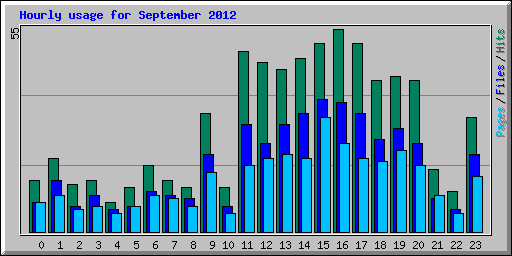 Hourly usage for September 2012
55
Pages / Files / Hits
0 1 2 3 4 5 6 7 8 9 10 11 12 13 14 15 16 17 18 19 20 21 22 23